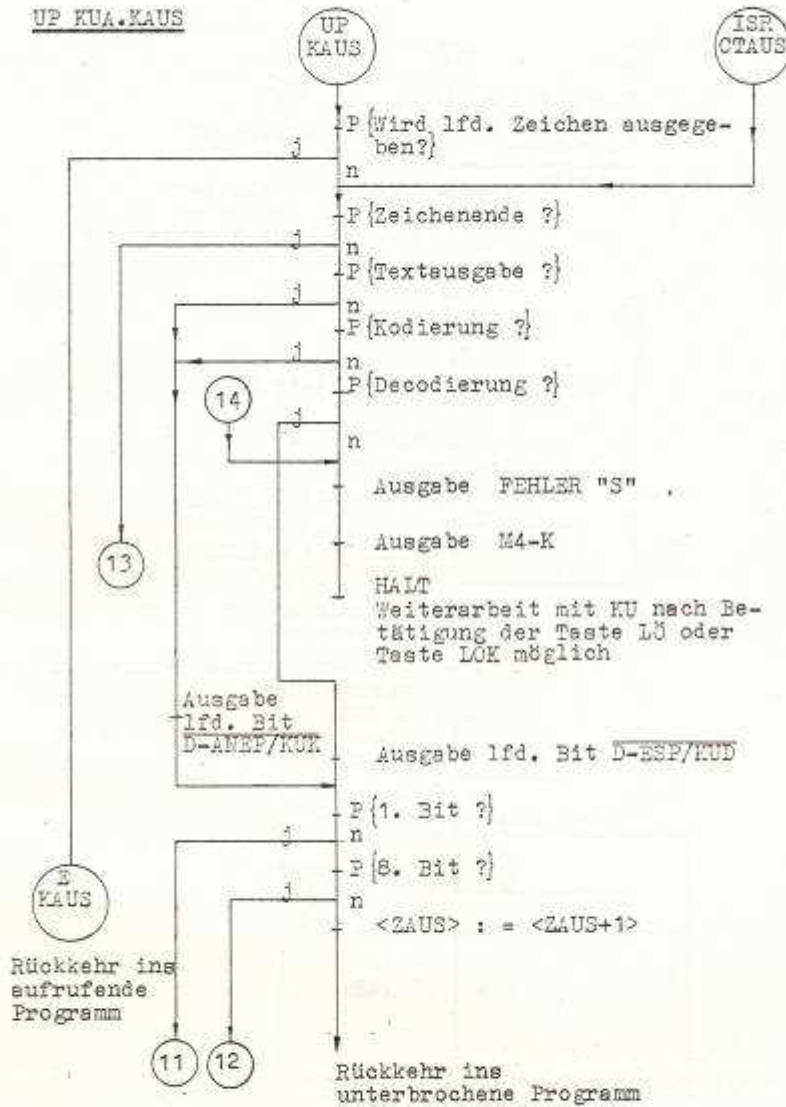 UP KUA.KAUS
UP
KAUS
ISR
CTAUS
P {Wird lfd. Zeichen ausgege-
ben?}
j
n
P {Zeichenende ?}
j
n
P {Textausgabe ?}
j
n
P {Kodierung ?}
j
n
P {Decodierung ?}
14
j
n
Ausgabe FEHLER "S" .
Ausgabe M4-K
13
HALT
Weiterarbeit mit KU nach Be-
tätigung der Taste LÖ oder
Taste LÖK möglich
Ausgabe
lfd. Bit
D-ANEP/KUK
Ausgabe lfd. Bit D-ESP/KUD
P {1. Bit ?}
j
n
P {8. Bit ?}
j
n
E
KAUS
<ZAUS> : = <ZAUS+1>
Rückkehr ins
aufrufende
Programm
11
12
Rückkehr ins
unterbrochene Programm